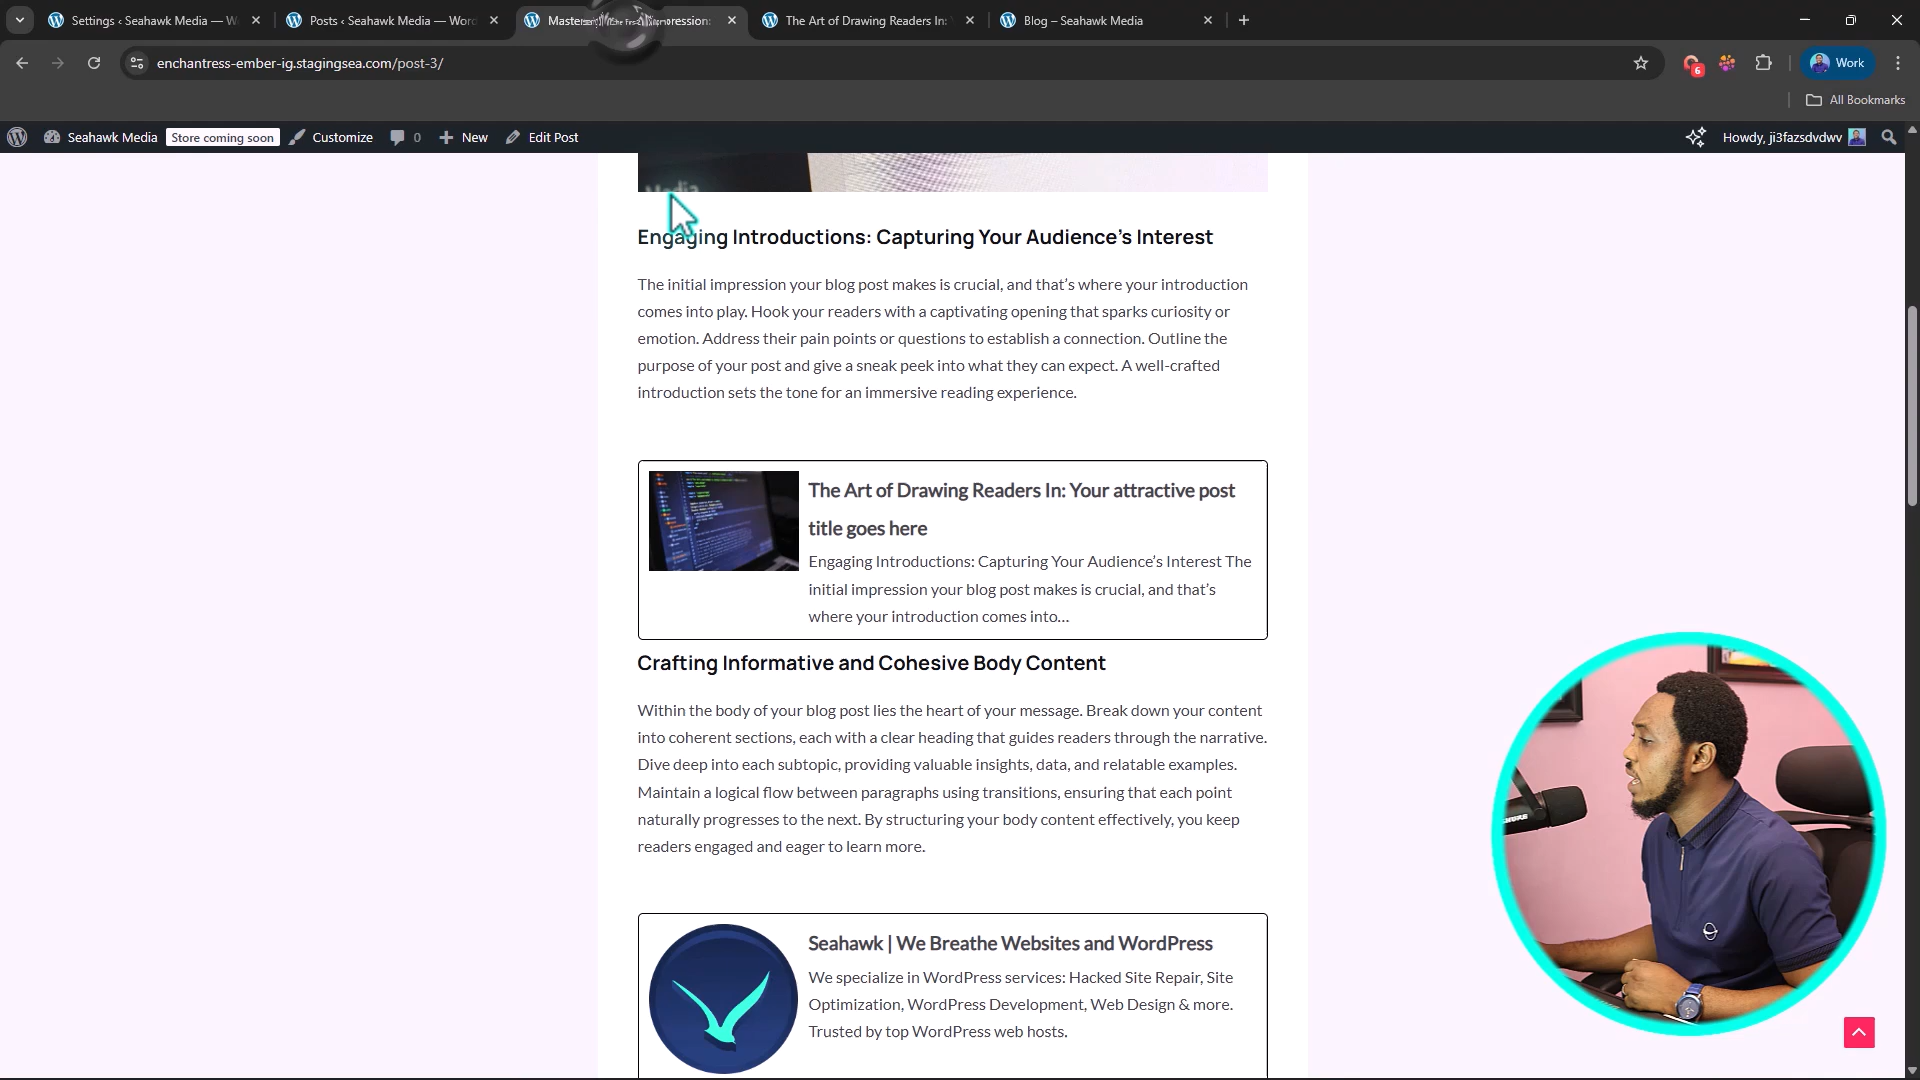 Settings ‹ Seahawk Media — W
Posts ‹ Seahawk Media — Word
The Art of Drawing Readers In:
Blog – Seahawk Media
enchantress-ember-ig.stagingsea.com/post-3/
6
Work
All Bookmarks
Seahawk Media
Store coming soon
Customize
0
New
Edit Post
Howdy, ji3fazsdvdwv
Media
Engaging Introductions: Capturing Your Audience’s Interest
The initial impression your blog post makes is crucial, and that’s where your introduction
comes into play. Hook your readers with a captivating opening that sparks curiosity or
emotion. Address their pain points or questions to establish a connection. Outline the
purpose of your post and give a sneak peek into what they can expect. A well-crafted
introduction sets the tone for an immersive reading experience.
The Art of Drawing Readers In: Your attractive post
title goes here
Engaging Introductions: Capturing Your Audience’s Interest The
initial impression your blog post makes is crucial, and that’s
where your introduction comes into…
Crafting Informative and Cohesive Body Content
Within the body of your blog post lies the heart of your message. Break down your content
into coherent sections, each with a clear heading that guides readers through the narrative.
Dive deep into each subtopic, providing valuable insights, data, and relatable examples.
Maintain a logical flow between paragraphs using transitions, ensuring that each point
naturally progresses to the next. By structuring your body content effectively, you keep
readers engaged and eager to learn more.
Seahawk | We Breathe Websites and WordPress
We specialize in WordPress services: Hacked Site Repair, Site
Optimization, WordPress Development, Web Design & more.
Trusted by top WordPress web hosts.